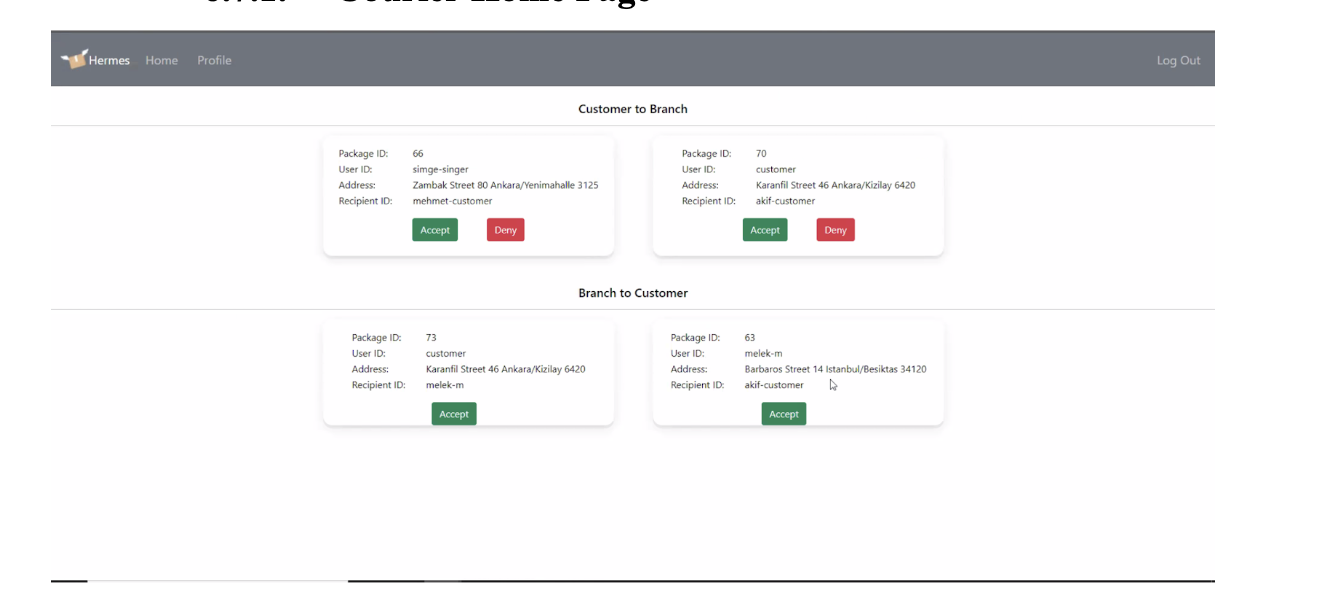 Courier Home Page
Hermes Home Profile Log Out
Customer to Branch
Package ID: 66
User ID: simge-singer
Address: Zambak Street 80 Ankara/Yenimahalle 3125
Recipient ID: mehmet-customer
Accept Deny
Package ID: 70
User ID: customer
Address: Karanfil Street 46 Ankara/Kizilay 6420
Recipient ID: akif-customer
Accept Deny
Branch to Customer
Package ID: 73
User ID: customer
Address: Karanfil Street 46 Ankara/Kizilay 6420
Recipient ID: melek-m
Accept
Package ID: 63
User ID: melek-m
Address: Barbaros Street 14 Istanbul/Besiktas 34120
Recipient ID: akif-customer
Accept